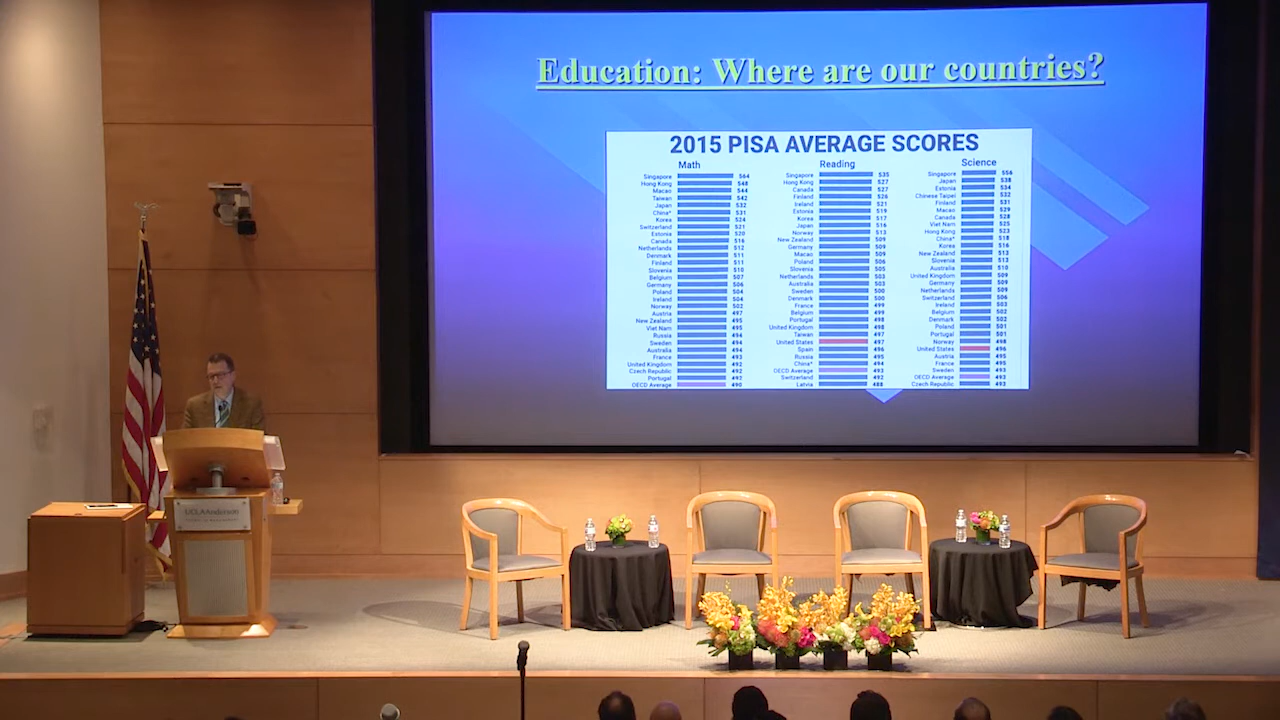 Education: Where are our countries?
2015 PISA AVERAGE SCORES
Math
Singapore 564
Hong Kong 548
Macao 544
Taiwan 542
Japan 532
China* 531
Korea 524
Switzerland 521
Estonia 520
Canada 516
Netherlands 512
Denmark 511
Finland 511
Slovenia 510
Belgium 507
Germany 506
Poland 504
Ireland 504
Norway 502
Austria 497
New Zealand 495
Viet Nam 495
Russia 494
Sweden 494
Australia 494
France 493
United Kingdom 492
Czech Republic 492
Portugal 492
OECD Average 490
Reading
Singapore 535
Hong Kong 527
Canada 527
Finland 526
Ireland 521
Estonia 519
Korea 517
Japan 516
Norway 513
New Zealand 509
Germany 509
Macao 509
Poland 506
Slovenia 505
Netherlands 503
Australia 503
Sweden 500
Denmark 500
France 499
Belgium 499
Portugal 498
United Kingdom 498
Taiwan 497
United States 497
Spain 496
Russia 495
China* 494
OECD Average 493
Switzerland 492
Latvia 488
Science
Singapore 556
Japan 538
Estonia 534
Chinese Taipei 532
Finland 531
Macao 529
Canada 528
Viet Nam 525
Hong Kong 523
China* 518
Korea 516
New Zealand 513
Slovenia 513
Australia 510
United Kingdom 509
Germany 509
Netherlands 509
Switzerland 506
Ireland 503
Belgium 502
Denmark 502
Poland 501
Portugal 501
Norway 498
United States 496
Austria 495
France 495
Sweden 493
OECD Average 493
Czech Republic 493
UCLAAnderson